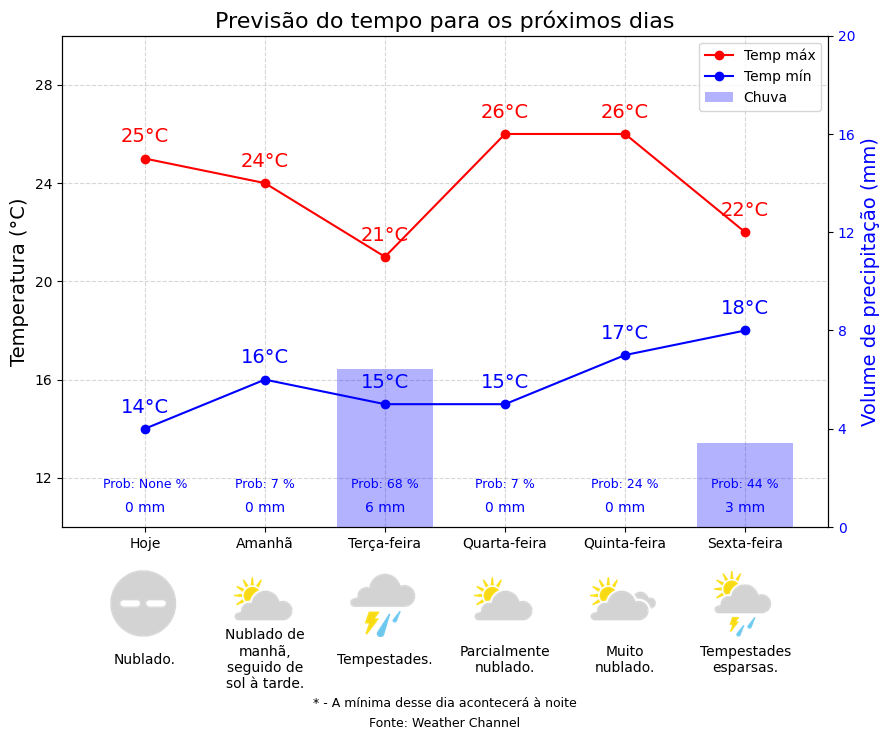 Previsão do tempo para os próximos dias
Temp máx
Temp mín
Chuva
Temperatura (°C)
Volume de precipitação (mm)
28
24
20
16
12
20
16
12
8
4
0
25°C
24°C
21°C
26°C
26°C
22°C
14°C
16°C
15°C
15°C
17°C
18°C
Prob: None %
Prob: 7 %
Prob: 68 %
Prob: 7 %
Prob: 24 %
Prob: 44 %
0 mm
0 mm
6 mm
0 mm
0 mm
3 mm
Hoje
Amanhã
Terça-feira
Quarta-feira
Quinta-feira
Sexta-feira
Nublado.
Nublado de
manhã,
seguido de
sol à tarde.
Tempestades.
Parcialmente
nublado.
Muito
nublado.
Tempestades
esparsas.
* - A mínima desse dia acontecerá à noite
Fonte: Weather Channel